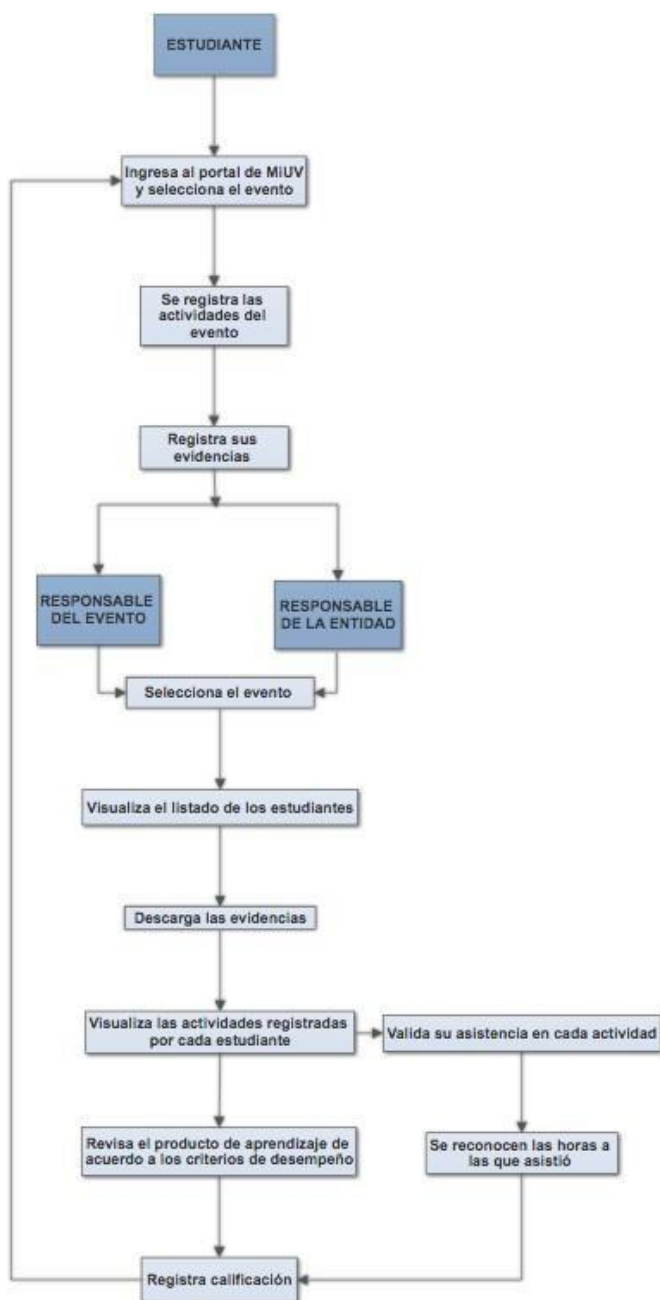 ESTUDIANTE
Ingresa al portal de MiUV
y selecciona el evento
Se registra las
actividades del
evento
Registra sus
evidencias
RESPONSABLE
DEL EVENTO
RESPONSABLE
DE LA ENTIDAD
Selecciona el evento
Visualiza el listado de los estudiantes
Descarga las evidencias
Visualiza las actividades registradas
por cada estudiante
Valida su asistencia en cada actividad
Revisa el producto de aprendizaje de
acuerdo a los criterios de desempeño
Se reconocen las horas a
las que asistió
Registra calificación